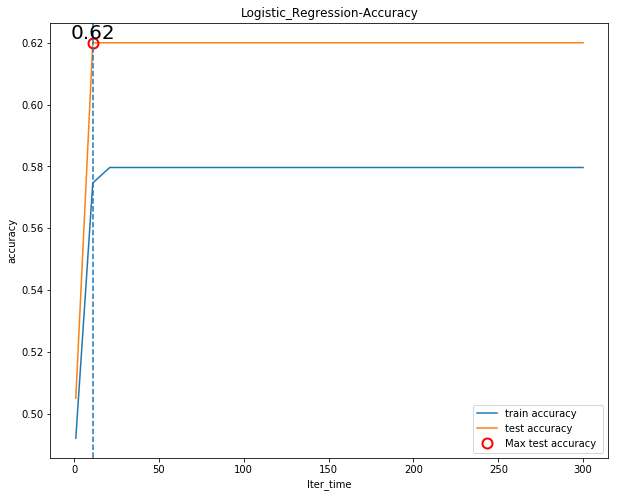 Logistic_Regression-Accuracy
0.62
0.62
0.60
0.58
0.56
0.54
0.52
0.50
accuracy
0
50
100
150
200
250
300
Iter_time
train accuracy
test accuracy
Max test accuracy